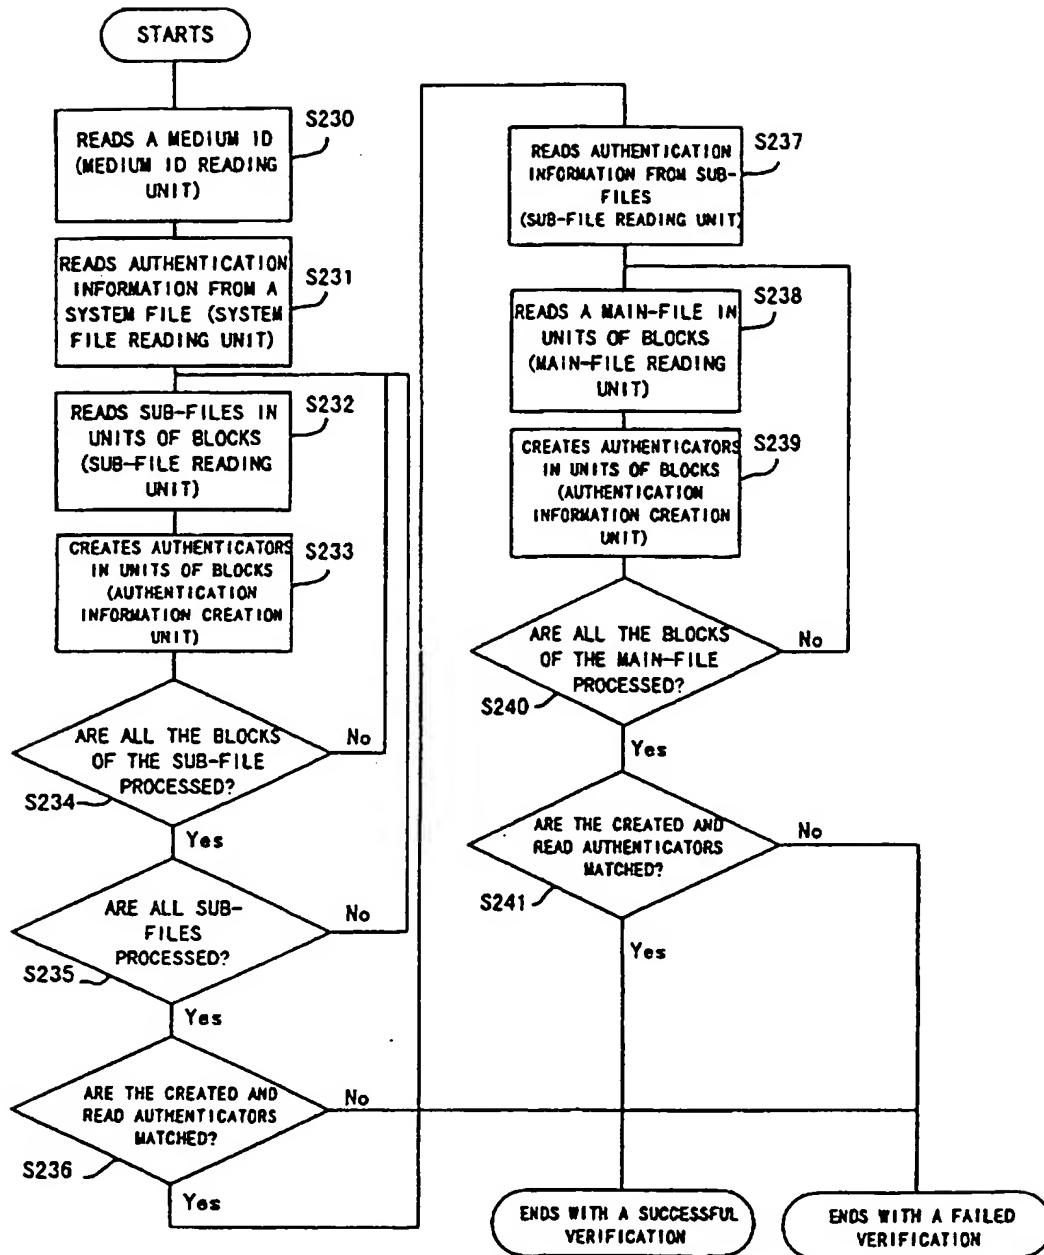 STARTS
S230
READS A MEDIUM ID
(MEDIUM ID READING
UNIT)
S231
READS AUTHENTICATION
INFORMATION FROM A
SYSTEM FILE (SYSTEM
FILE READING UNIT)
S232
READS SUB-FILES IN
UNITS OF BLOCKS
(SUB-FILE READING
UNIT)
S233
CREATES AUTHENTICATORS
IN UNITS OF BLOCKS
(AUTHENTICATION
INFORMATION CREATION
UNIT)
ARE ALL THE BLOCKS
OF THE SUB-FILE
PROCESSED?
No
S234
Yes
ARE ALL SUB-
FILES
PROCESSED?
No
S235
Yes
ARE THE CREATED AND
READ AUTHENTICATORS
MATCHED?
No
S236
Yes
S237
READS AUTHENTICATION
INFORMATION FROM SUB-
FILES
(SUB-FILE READING UNIT)
S238
READS A MAIN-FILE IN
UNITS OF BLOCKS
(MAIN-FILE READING
UNIT)
S239
CREATES AUTHENTICATORS
IN UNITS OF BLOCKS
(AUTHENTICATION
INFORMATION CREATION
UNIT)
ARE ALL THE BLOCKS
OF THE MAIN-FILE
PROCESSED?
No
S240
Yes
ARE THE CREATED AND
READ AUTHENTICATORS
MATCHED?
No
S241
Yes
ENDS WITH A SUCCESSFUL
VERIFICATION
ENDS WITH A FAILED
VERIFICATION